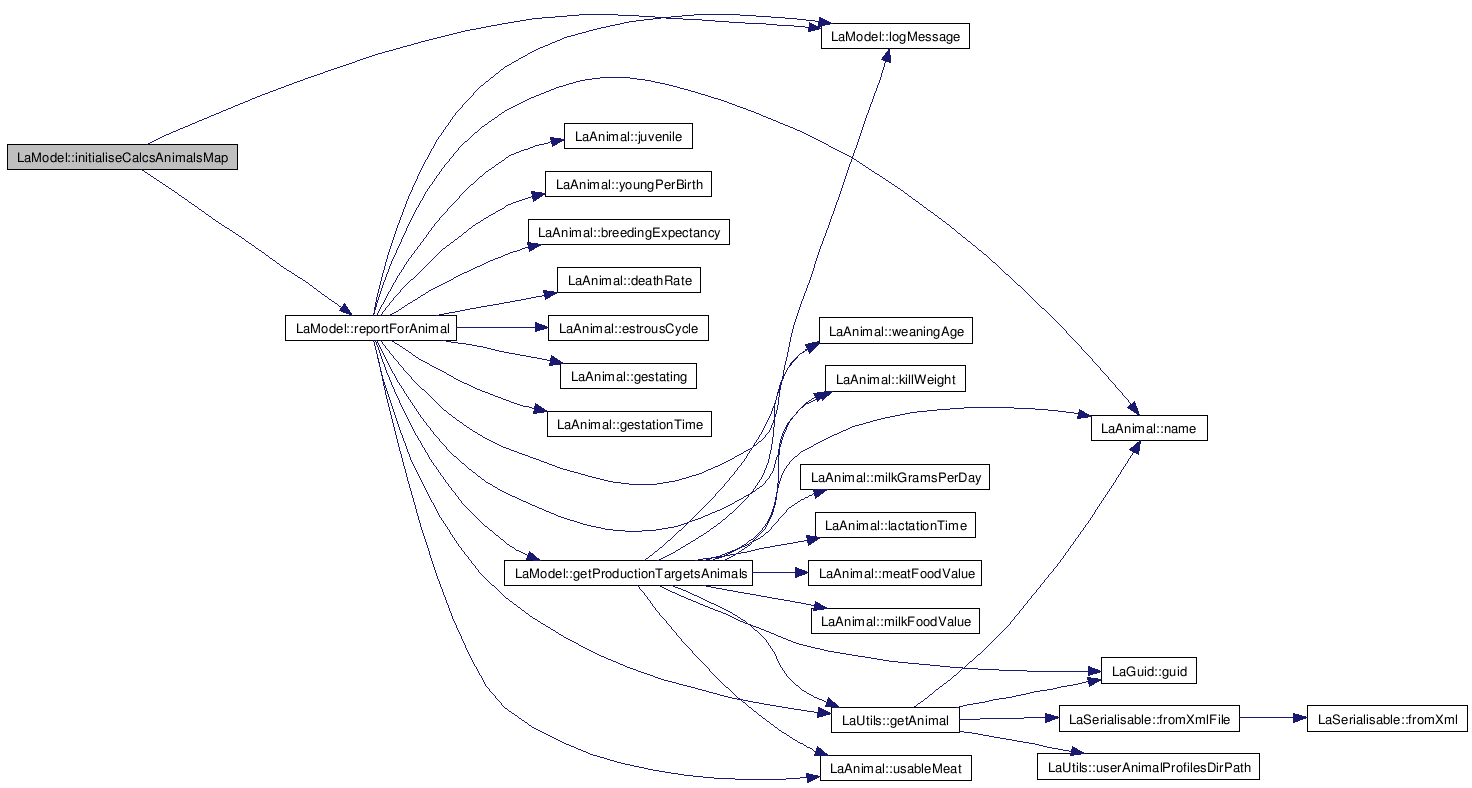 LaModel::logMessage
LaAnimal::juvenile
LaModel::initialiseCalcsAnimalsMap
LaAnimal::youngPerBirth
LaAnimal::breedingExpectancy
LaAnimal::deathRate
LaModel::reportForAnimal
LaAnimal::estrousCycle
LaAnimal::weaningAge
LaAnimal::gestating
LaAnimal::killWeight
LaAnimal::gestationTime
LaAnimal::name
LaAnimal::milkGramsPerDay
LaAnimal::lactationTime
LaModel::getProductionTargetsAnimals
LaAnimal::meatFoodValue
LaAnimal::milkFoodValue
LaGuid::guid
LaUtils::getAnimal
LaSerialisable::fromXmlFile
LaSerialisable::fromXml
LaAnimal::usableMeat
LaUtils::userAnimalProfilesDirPath